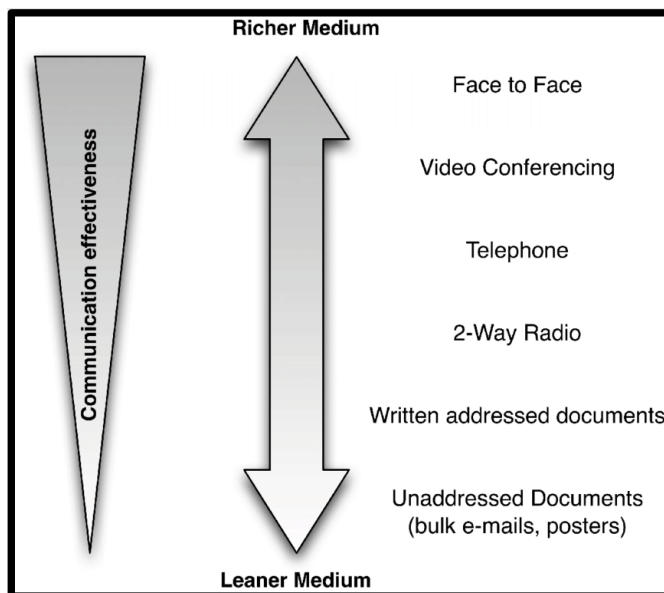 Richer Medium
Communication effectiveness
Face to Face
Video Conferencing
Telephone
2-Way Radio
Written addressed documents
Unaddressed Documents
(bulk e-mails, posters)
Leaner Medium